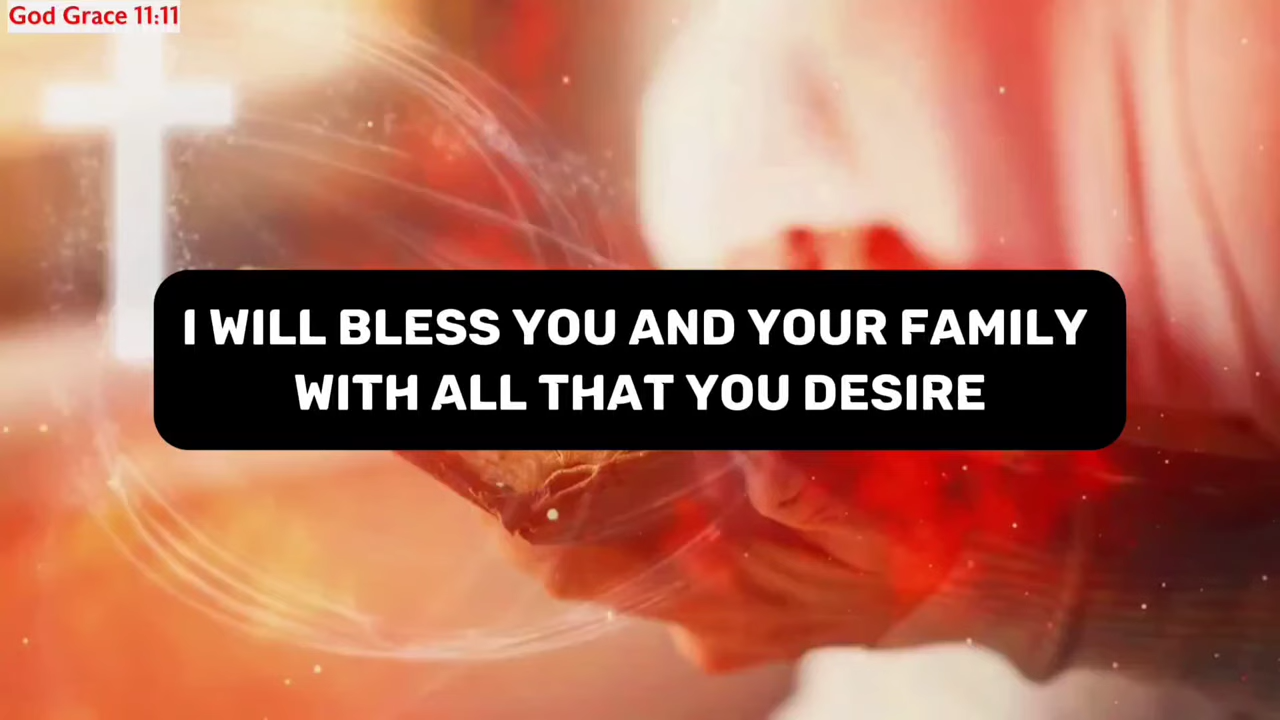 God Grace 11:11
I WILL BLESS YOU AND YOUR FAMILY
WITH ALL THAT YOU DESIRE